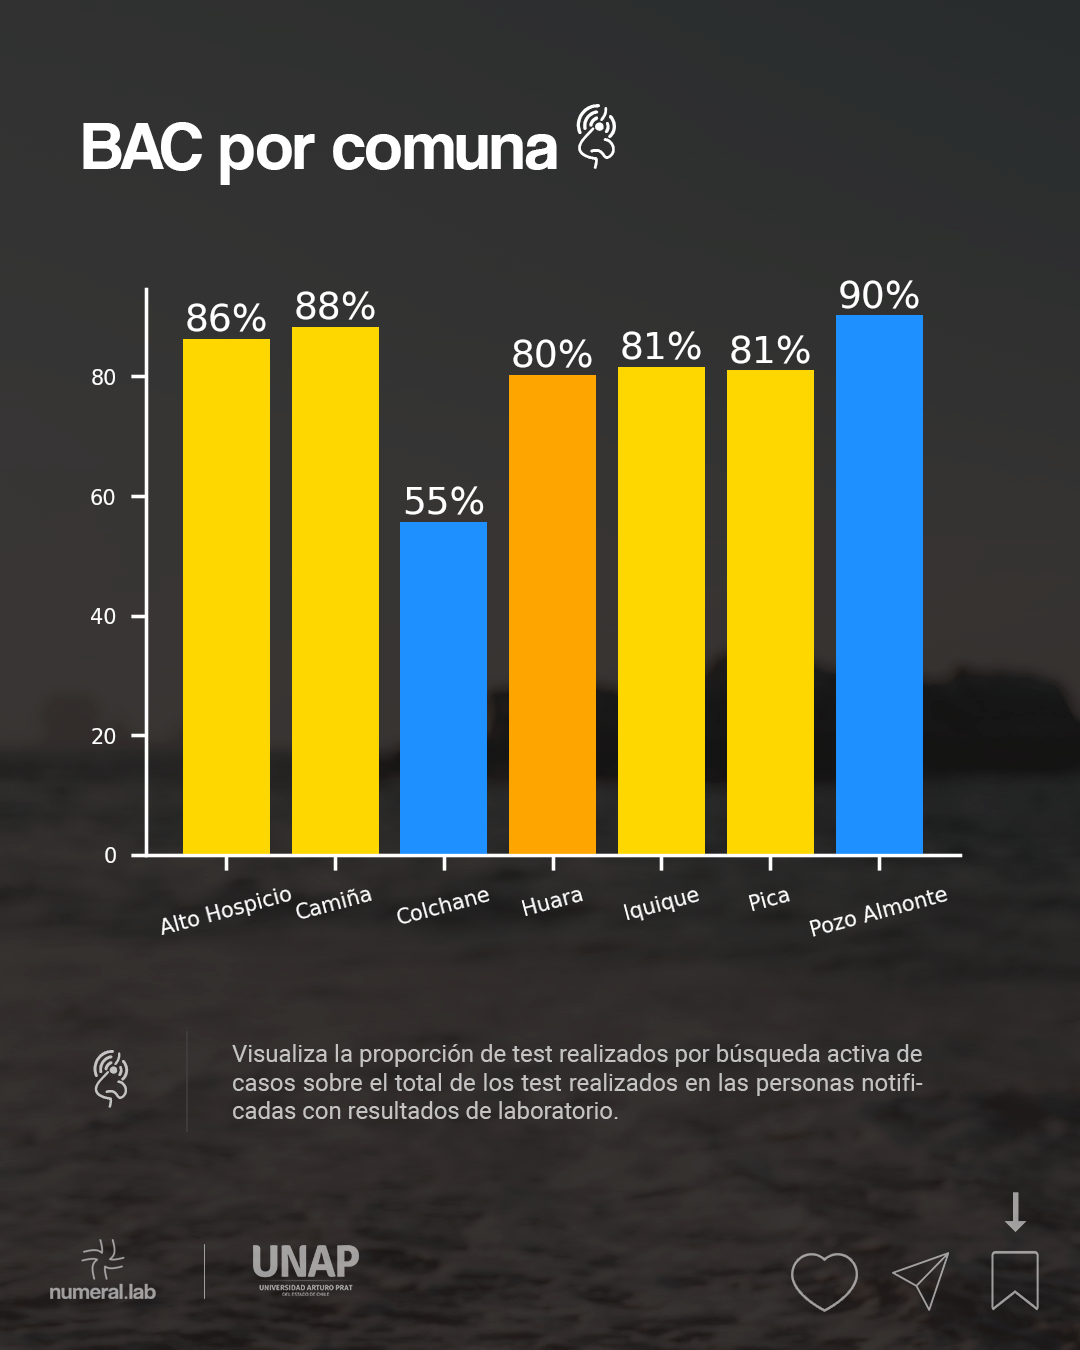 BAC por comuna
86%
88%
55%
80%
81%
81%
90%
80
60
40
20
0
Alto Hospicio
Camiña
Colchane
Huara
Iquique
Pica
Pozo Almonte
Visualiza la proporción de test realizados por búsqueda activa de
casos sobre el total de los test realizados en las personas notifi-
cadas con resultados de laboratorio.
numeral.lab
UNAP
UNIVERSIDAD ARTURO PRAT
DEL ESTADO DE CHILE